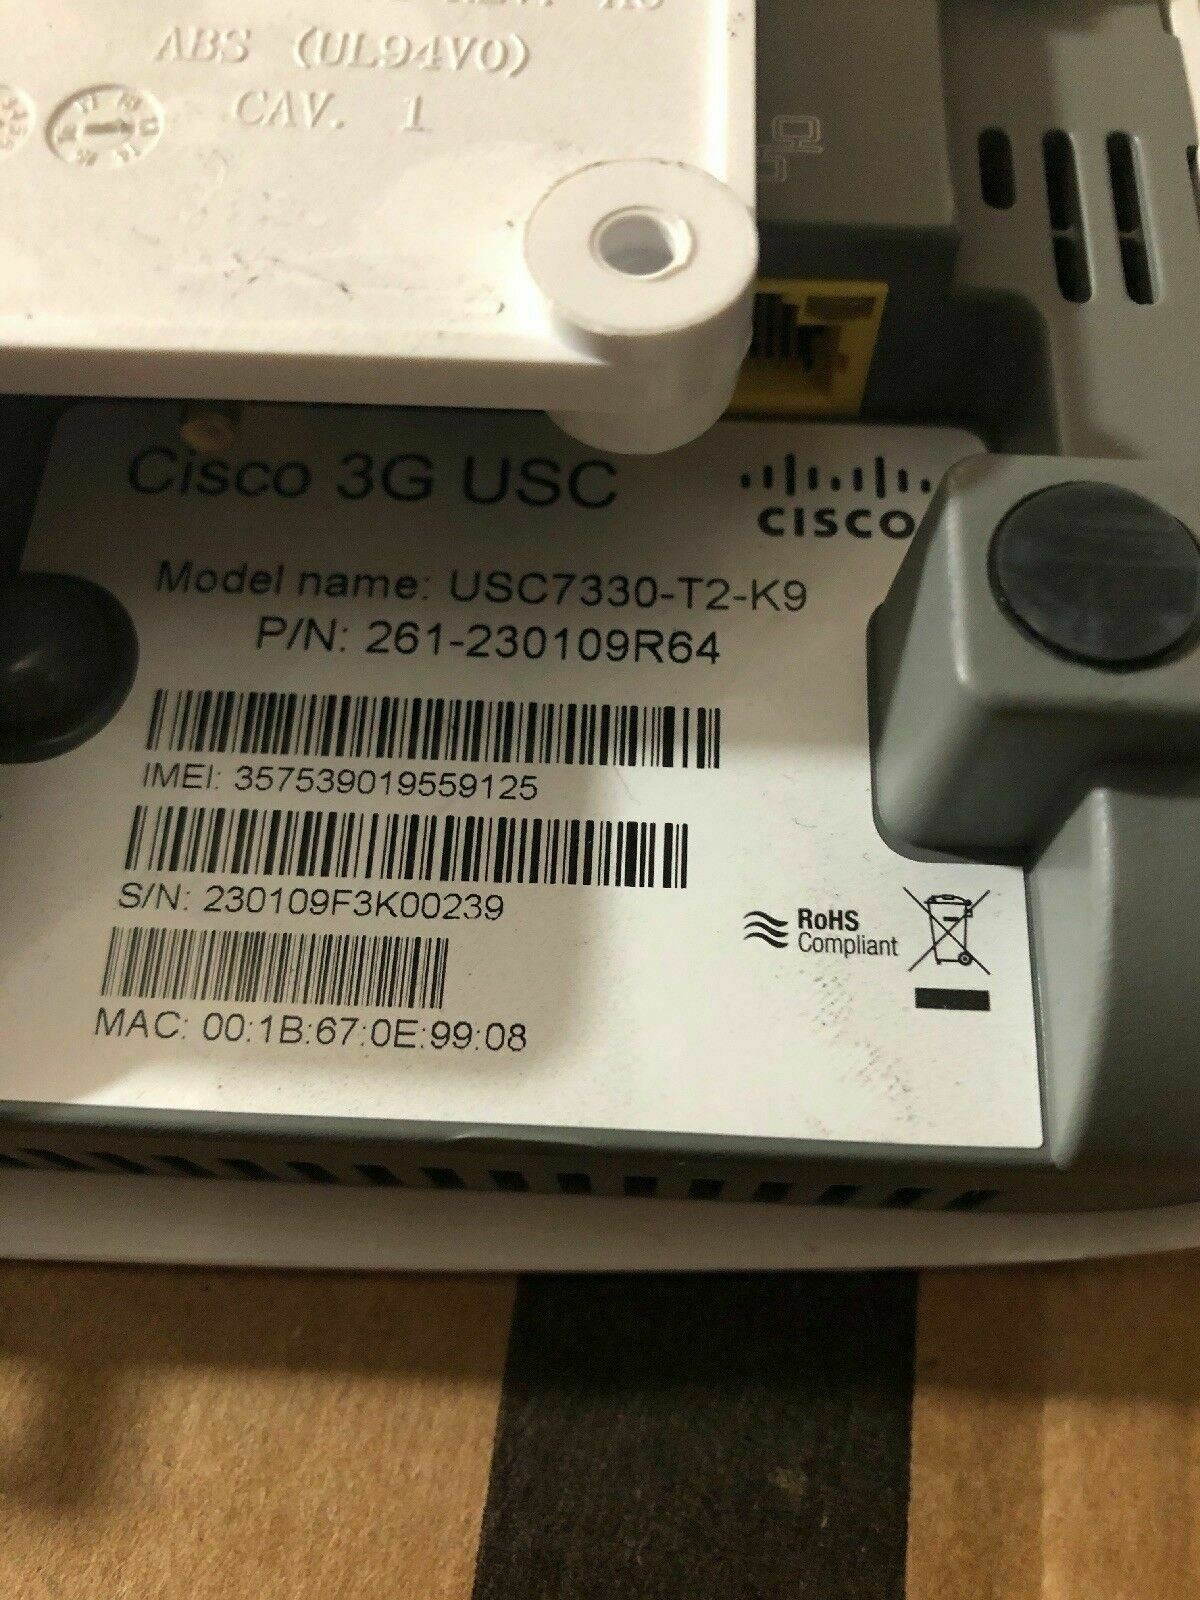 ABS (UL94V0)
CAV. 1
Cisco 3G USC
CISCO
Model name: USC7330-T2-K9
P/N: 261-230109R64
IMEI: 357539019559125
S/N: 230109F3K00239
RoHS
Compliant
MAC: 00:1B:67:0E:99:08